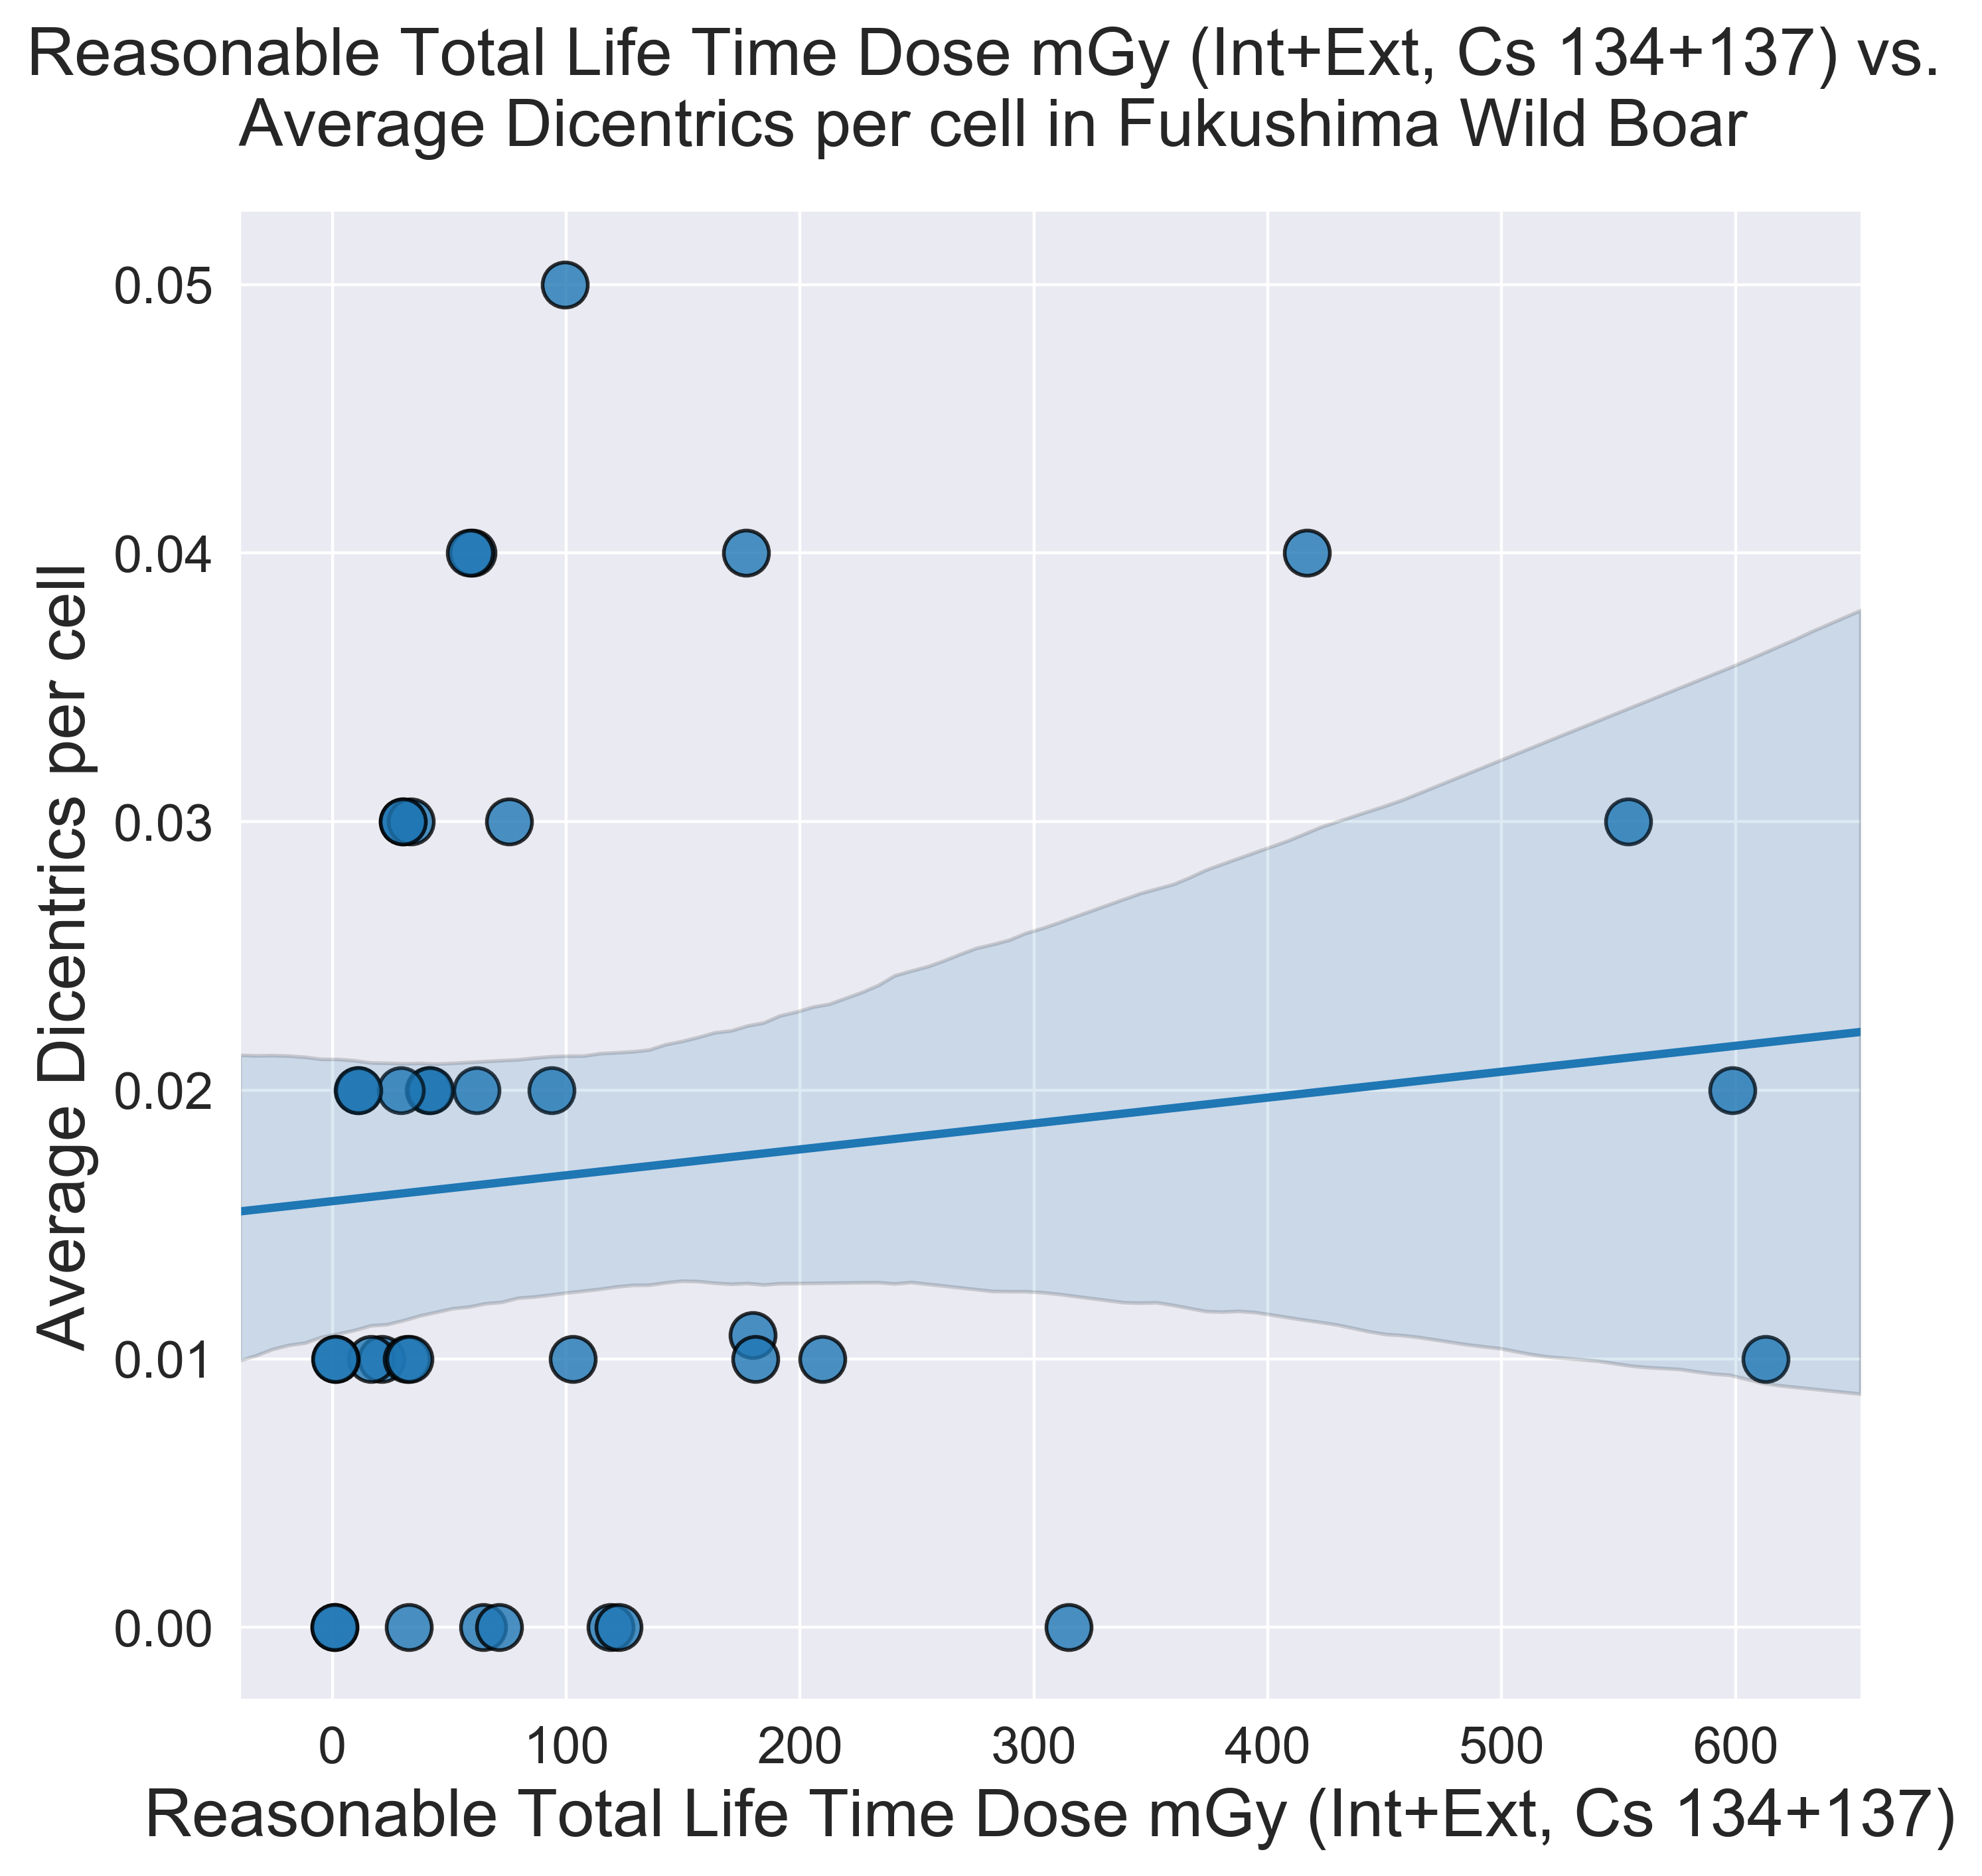 Reasonable Total Life Time Dose mGy (Int+Ext, Cs 134+137) vs.
Average Dicentrics per cell in Fukushima Wild Boar
Average Dicentrics per cell
0.05
0.04
0.03
0.02
0.01
0.00
0 100 200 300 400 500 600
Reasonable Total Life Time Dose mGy (Int+Ext, Cs 134+137)